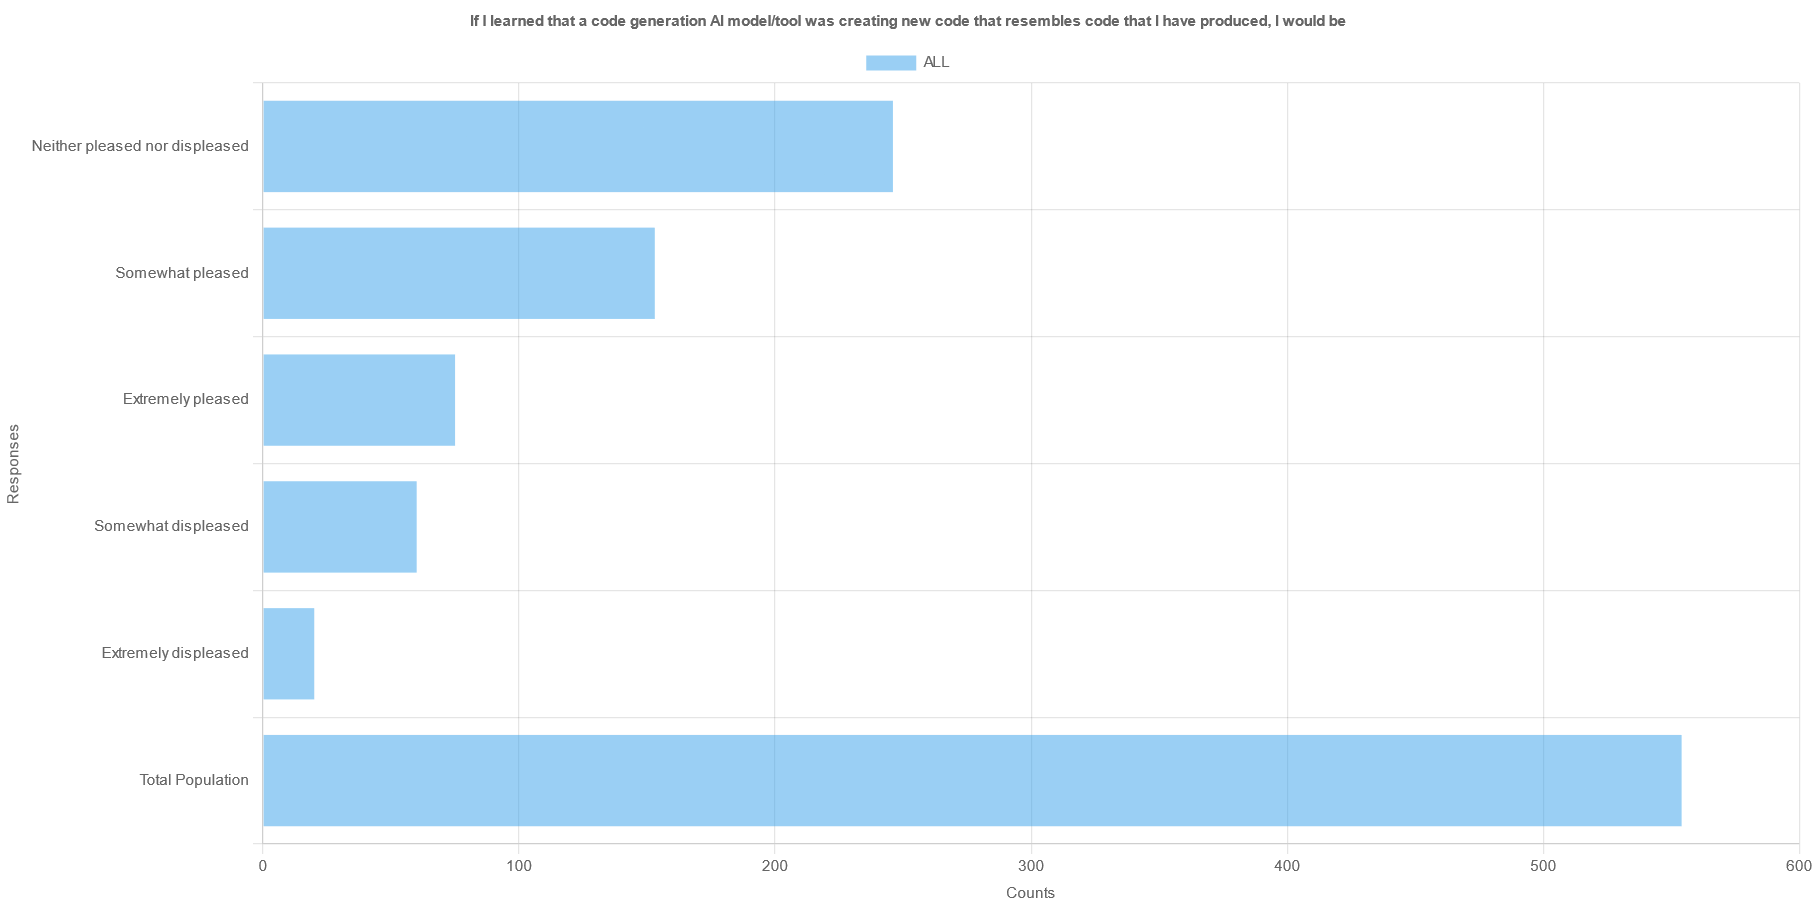 If I learned that a code generation AI model/tool was creating new code that resembles code that I have produced, I would be
ALL
Neither pleased nor displeased
Somewhat pleased
Extremely pleased
Somewhat displeased
Extremely displeased
Total Population
Responses
0 100 200 300 400 500 600
Counts